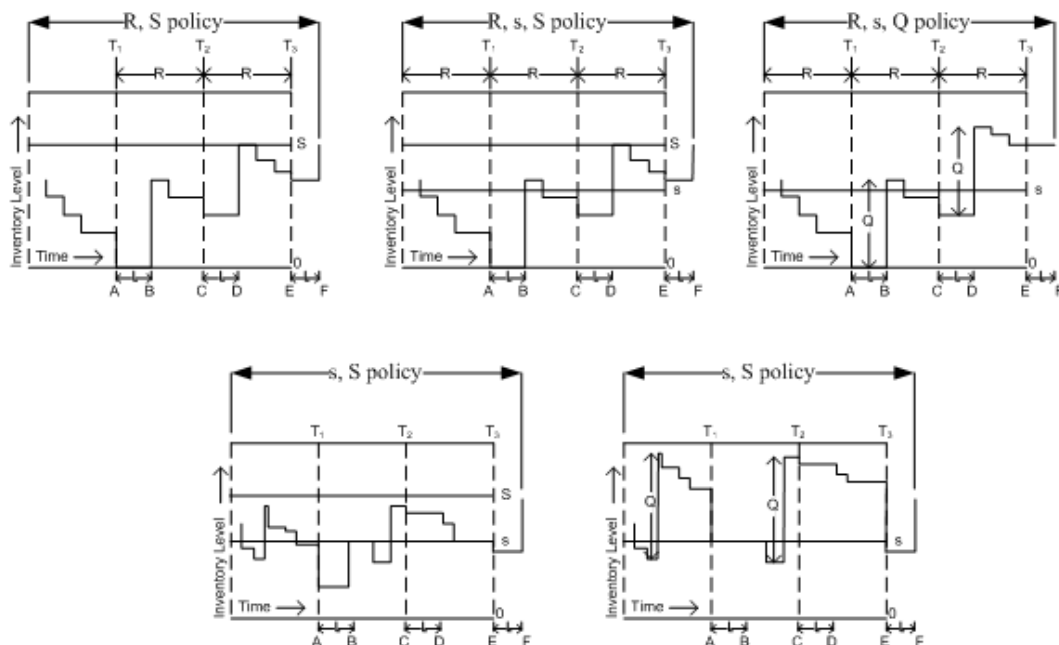 R, S policy
T1 T2 T3
R R
S
Inventory Level
Time
0
L L L
A B C D E F
R, s, S policy
T1 T2 T3
R R R
S
s
Inventory Level
Time
0
L L L
A B C D E F
R, s, Q policy
T1 T2 T3
R R R
Q
s
Q
Inventory Level
Time
0
L L L
A B C D E F
s, S policy
T1 T2 T3
S
s
Inventory Level
Time
0
L L L
A B C D E F
s, S policy
T1 T2 T3
Q Q
s
Inventory Level
Time
0
L L L
A B C D E F